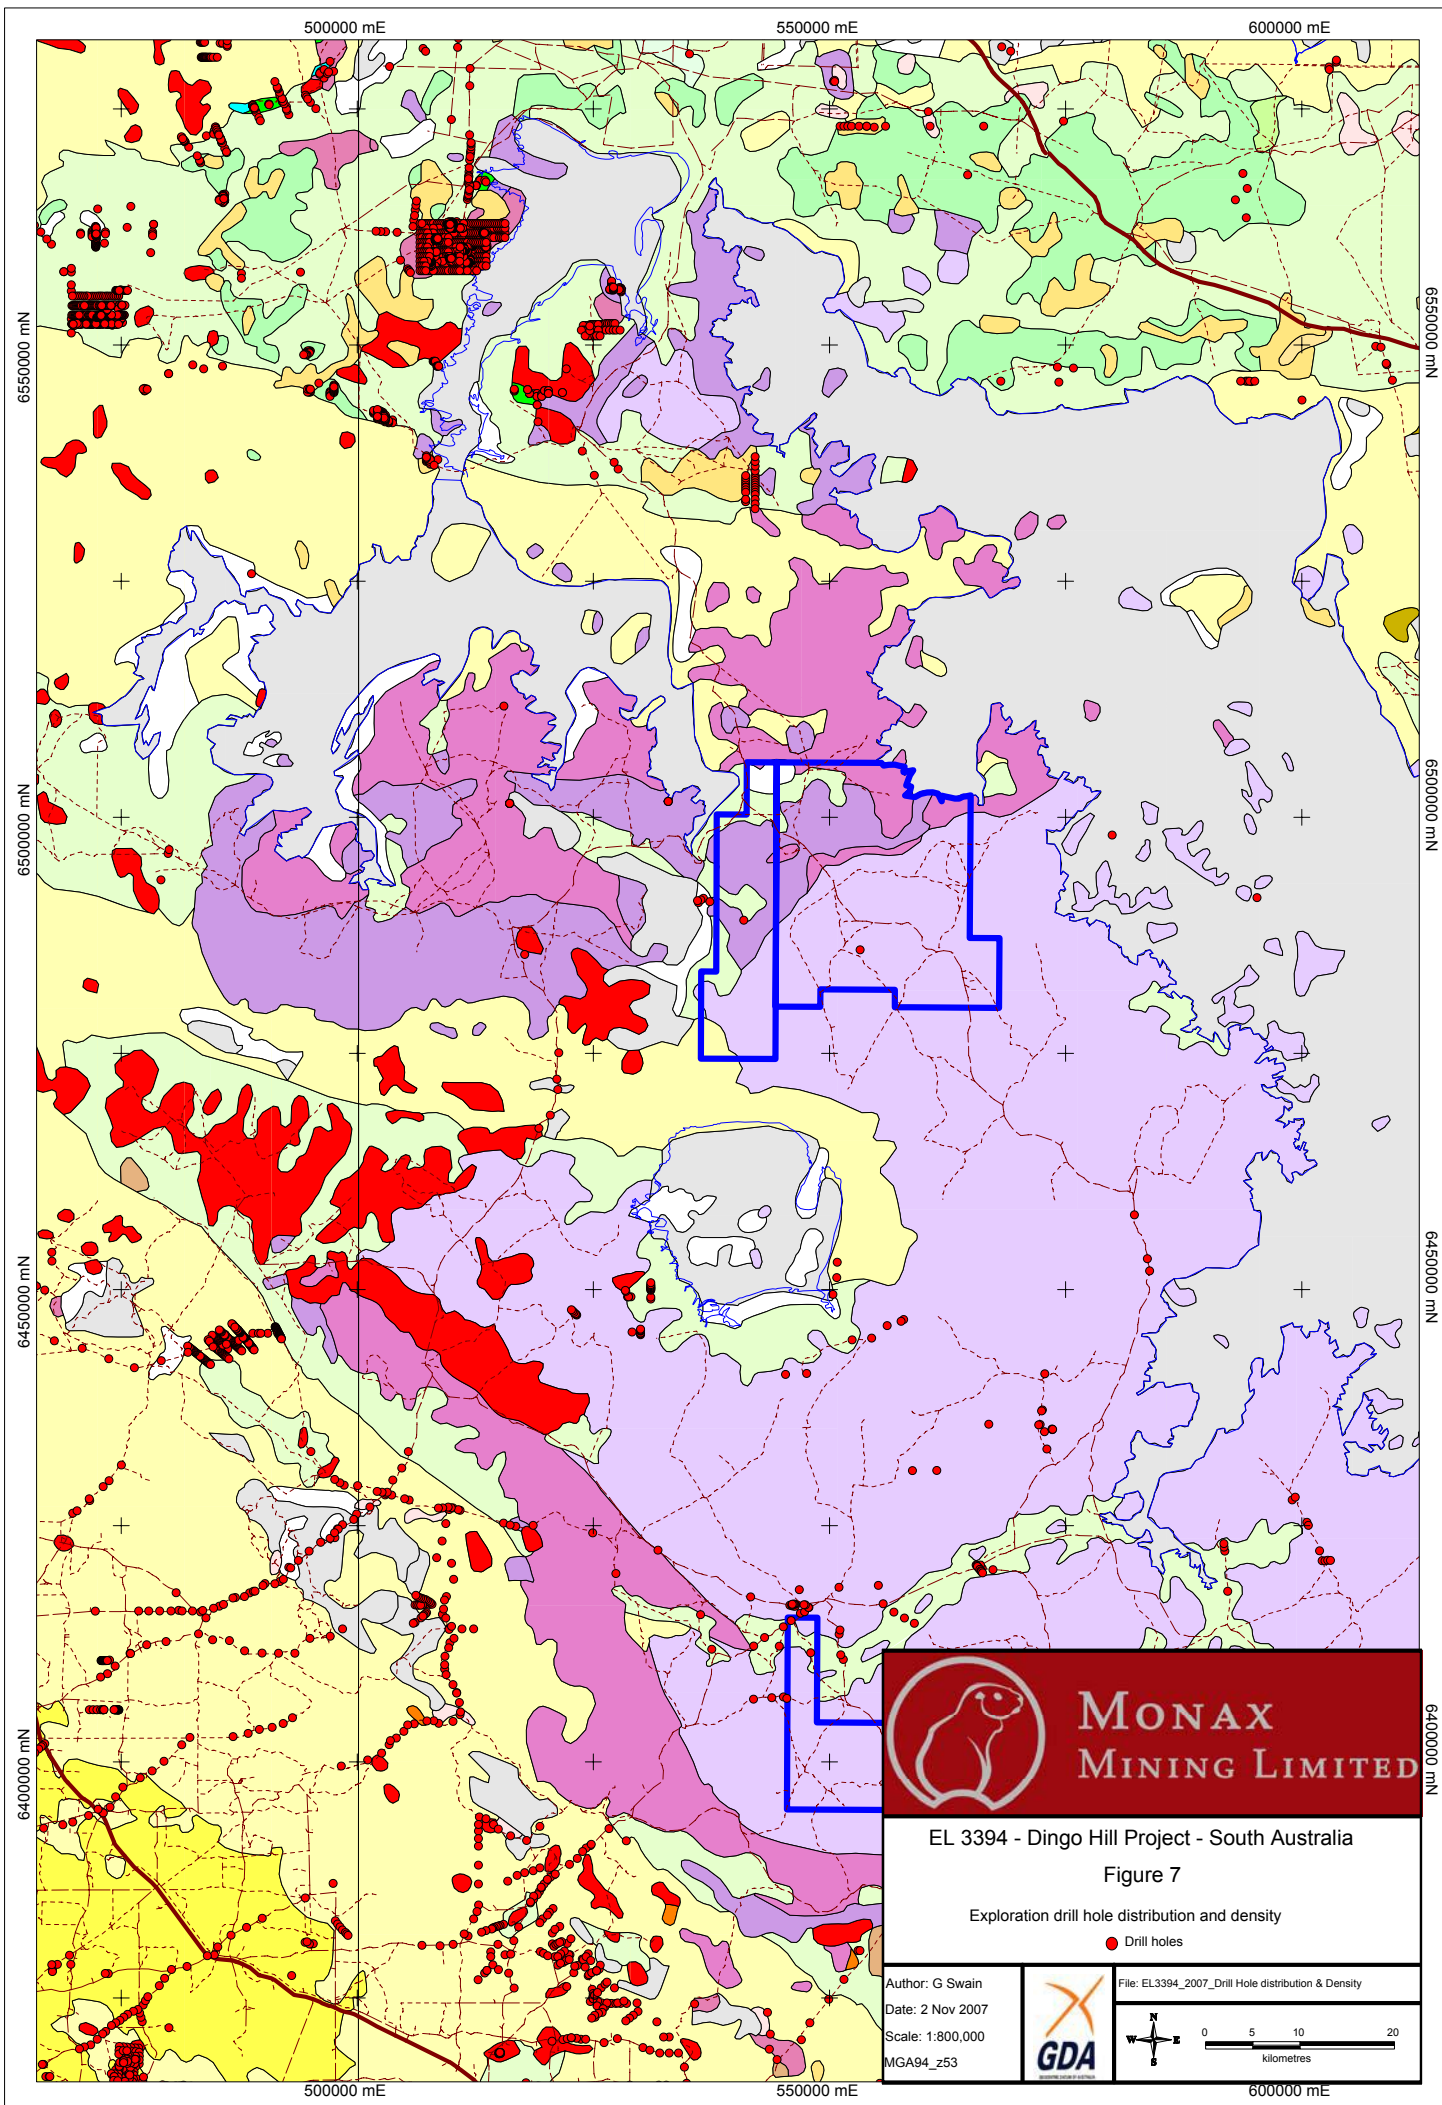 500000 mE
550000 mE
600000 mE
6550000 mN
6550000 mN
6500000 mN
6500000 mN
6450000 mN
6450000 mN
6400000 mN
6400000 mN
MONAX
MINING LIMITED
EL 3394 - Dingo Hill Project - South Australia
Figure 7
Exploration drill hole distribution and density
Drill holes
Author: G Swain
Date: 2 Nov 2007
Scale: 1:800,000
MGA94_z53
GDA
File: EL3394_2007_Drill Hole distribution & Density
N
W E
S
0 5 10 20
kilometres
500000 mE
550000 mE
600000 mE